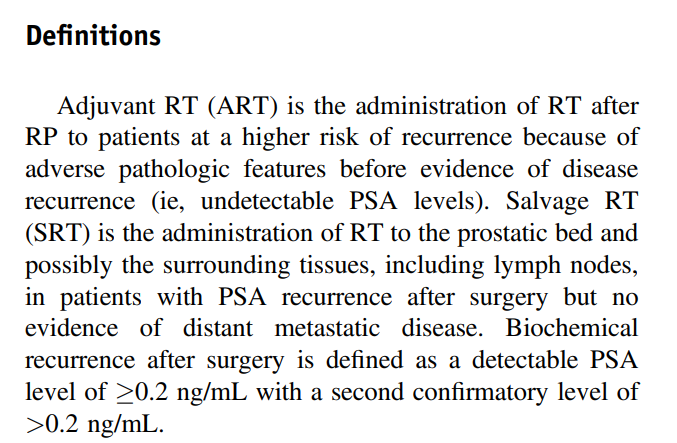 Definitions
Adjuvant RT (ART) is the administration of RT after
RP to patients at a higher risk of recurrence because of
adverse pathologic features before evidence of disease
recurrence (ie, undetectable PSA levels). Salvage RT
(SRT) is the administration of RT to the prostatic bed and
possibly the surrounding tissues, including lymph nodes,
in patients with PSA recurrence after surgery but no
evidence of distant metastatic disease. Biochemical
recurrence after surgery is defined as a detectable PSA
level of ≥0.2 ng/mL with a second confirmatory level of
>0.2 ng/mL.